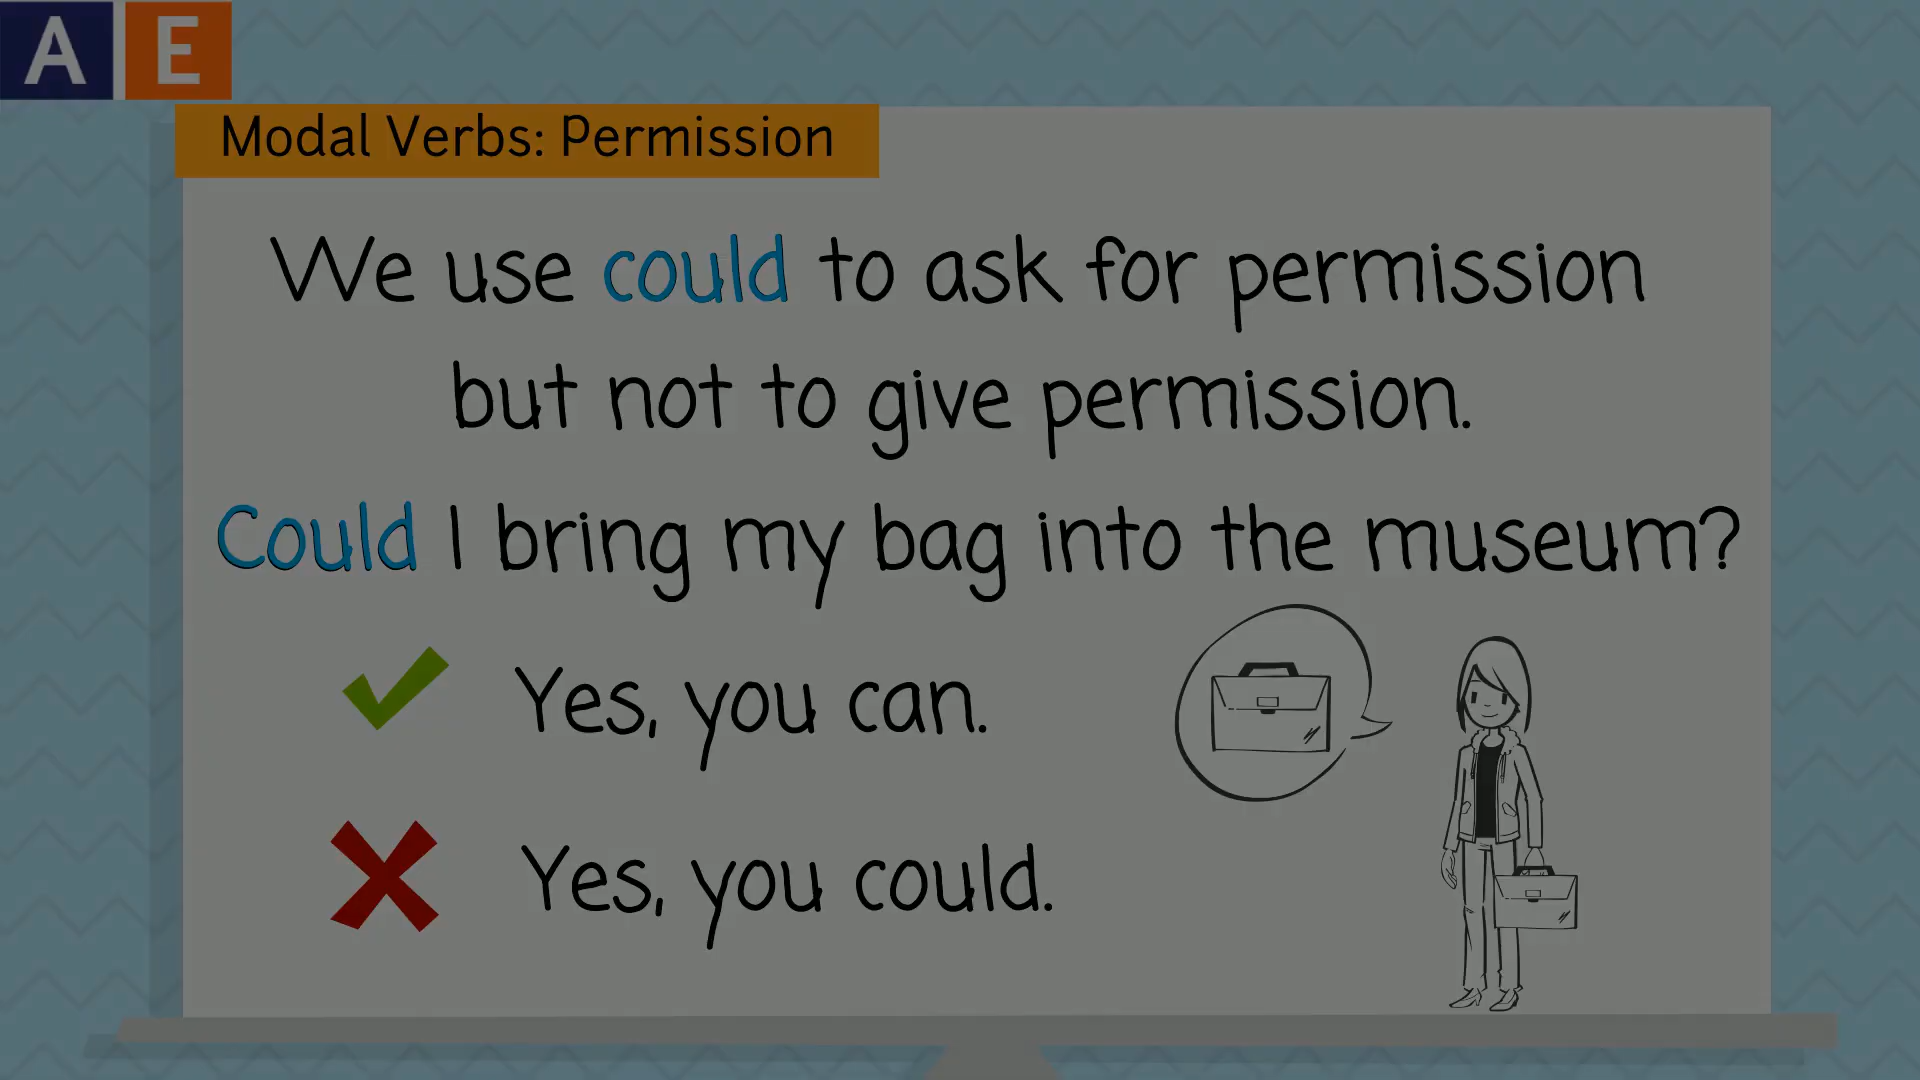 A E
Modal Verbs: Permission
We use could to ask for permission
but not to give permission.
Could I bring my bag into the museum?
Yes, you can.
Yes, you could.